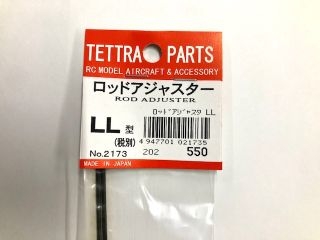 TETTRA PARTS
RC MODEL AIRCRAFT & ACCESSORY
ロッドアジャスター
ROD ADJUSTER
ロッドアジャスタ LL
LL型
(税別) 4 947701 021735
No.2173 202 550
MADE IN JAPAN